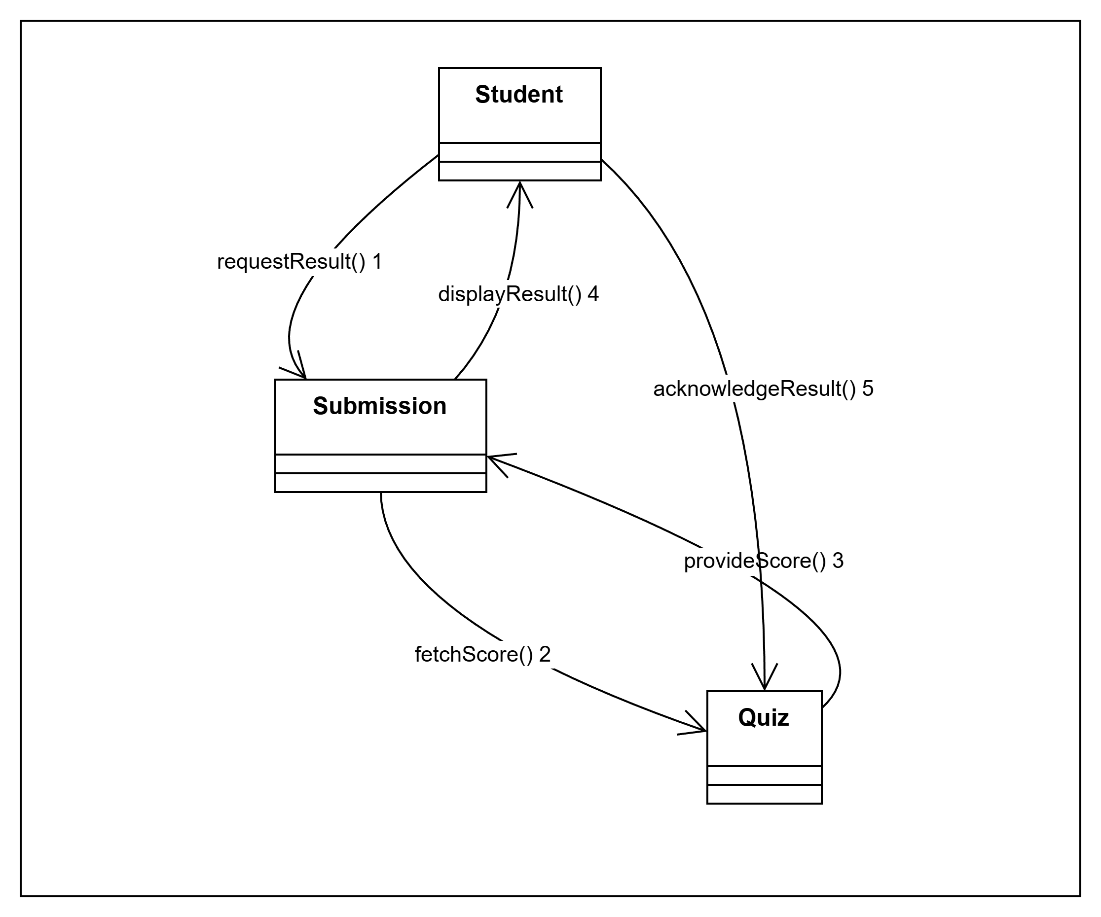 Student
requestResult() 1
displayResult() 4
acknowledgeResult() 5
Submission
provideScore() 3
fetchScore() 2
Quiz